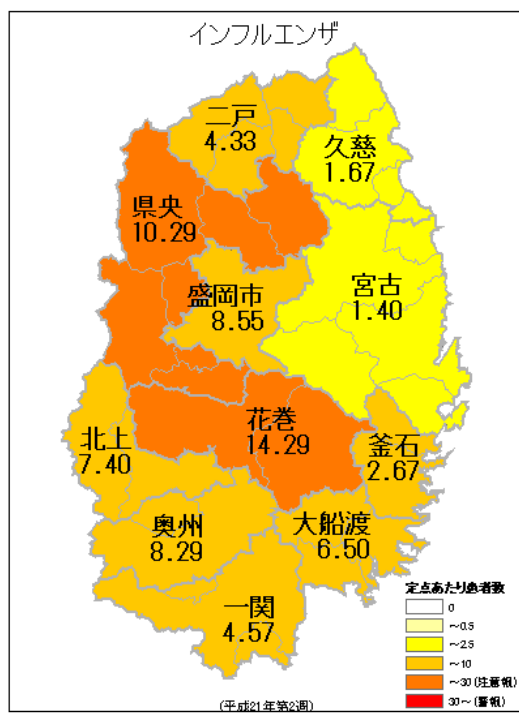 インフルエンザ
二戸
4.33
久慈
1.67
県央
10.29
盛岡市
8.55
宮古
1.40
花巻
14.29
北上
7.40
釜石
2.67
奥州
8.29
大船渡
6.50
一関
4.57
定点あたり患者数
0
～0.5
～2.5
～10
～30(注意報)
30～(警報)
(平成21年第2週)